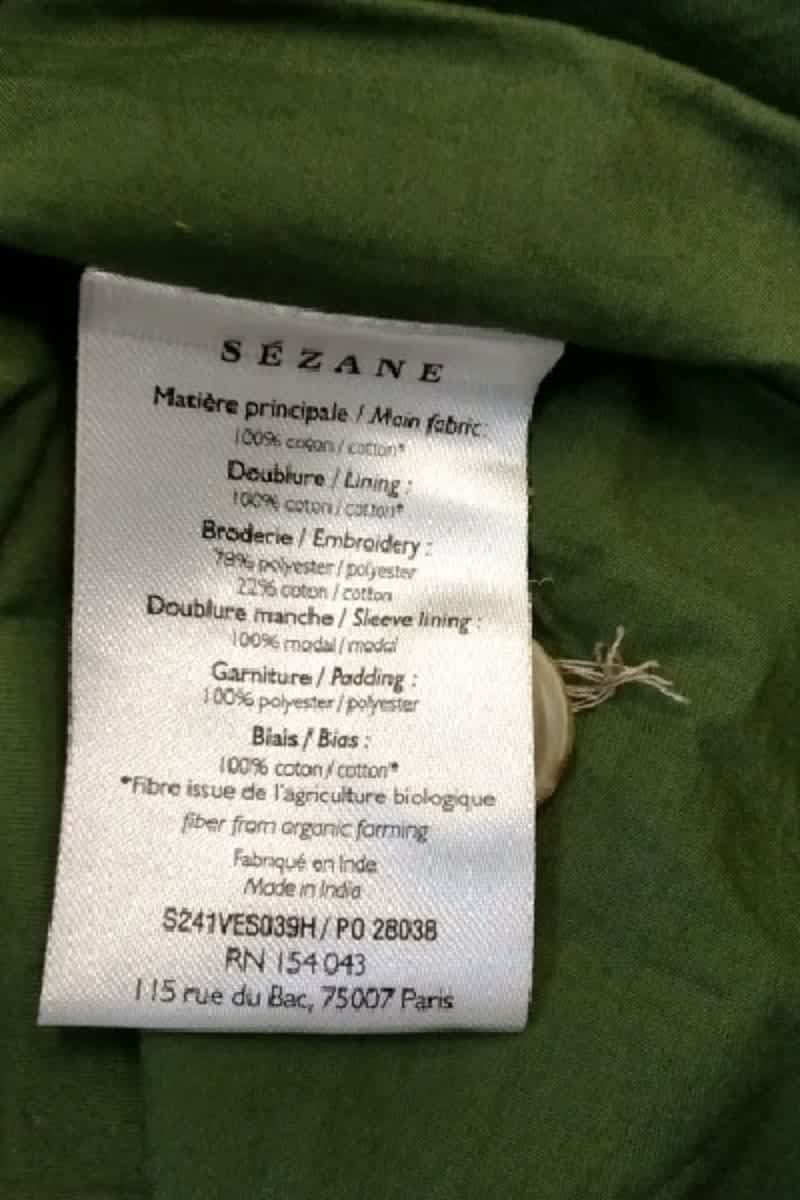 SÉZANE
Matière principale / Main fabric:
100% coton / cotton*
Doublure / Lining :
100% coton / cotton*
Broderie / Embroidery :
78% polyester / polyester
22% coton / cotton
Doublure manche / Sleeve lining :
100% modal / modal
Garniture / Padding :
100% polyester / polyester
Biais / Bias :
100% coton / cotton*
*Fibre issue de l'agriculture biologique
fiber from organic farming
Fabriqué en Inde
Made in India
S241VES039H / PO 28038
RN 154 043
115 rue du Bac, 75007 Paris